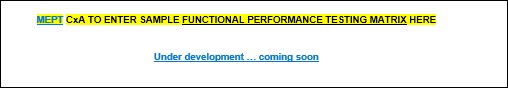 MEPT CxA TO ENTER SAMPLE FUNCTIONAL PERFORMANCE TESTING MATRIX HERE
Under development … coming soon